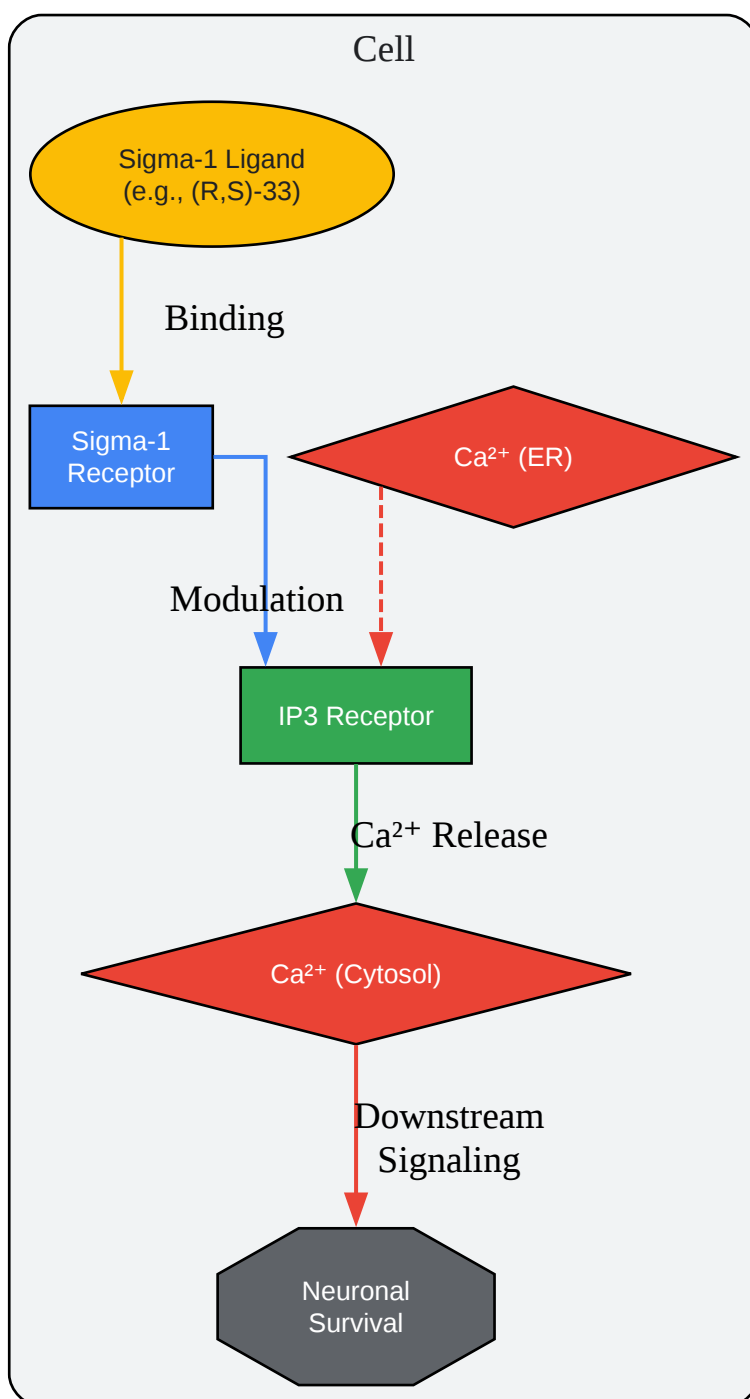 Cell
Sigma-1 Ligand
(e.g., (R,S)-33)
Binding
Sigma-1
Receptor
Ca²⁺ (ER)
Modulation
IP3 Receptor
Ca²⁺ Release
Ca²⁺ (Cytosol)
Downstream
Signaling
Neuronal
Survival